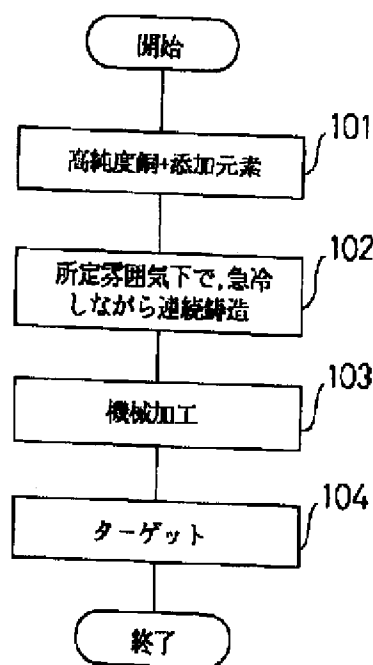 開始
101
高純度銅+添加元素
102
所定雰囲気下で,急冷
しながら連続鋳造
103
機械加工
104
ターゲット
終了